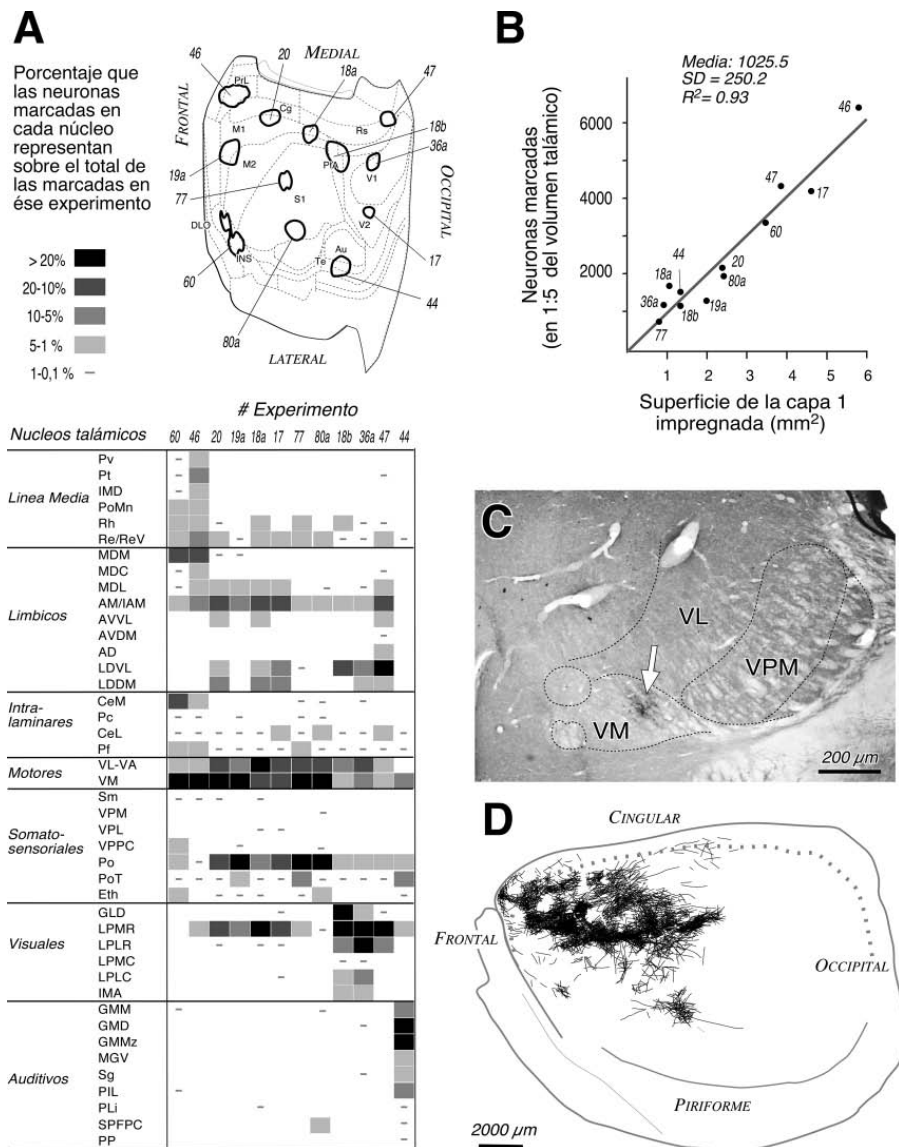 A
Porcentaje que
las neuronas
marcadas en
cada núcleo
representan
sobre el total de
las marcadas en
ése experimento
> 20%
20-10%
10-5%
5-1 %
1-0,1 % –
46
20
MEDIAL
18a
47
FRONTAL
PrL
Cg
M1
Rs
18b
36a
M2
PtA
V1
19a
77
S1
OCCIPITAL
DLO
V2
INS
Te
Au
60
17
80a
44
LATERAL
B
Media: 1025.5
SD = 250.2
R²= 0.93
Neuronas marcadas
(en 1:5 del volumen talámico)
6000
4000
2000
46
47
17
60
20
80a
44
18a
36a
18b
19a
77
1 2 3 4 5 6
Superficie de la capa 1
impregnada (mm²)
# Experimento
Nucleos talámicos 60 46 20 19a 18a 17 77 80a 18b 36a 47 44
Linea Media
Pv
Pt
IMD
PoMn
Rh
Re/ReV
Limbicos
MDM
MDC
MDL
AM/IAM
AVVL
AVDM
AD
LDVL
LDDM
Intra-
laminares
CeM
Pc
CeL
Pf
Motores
VL-VA
VM
Somato-
sensoriales
Sm
VPM
VPL
VPPC
Po
PoT
Eth
Visuales
GLD
LPMR
LPLR
LPMC
LPLC
IMA
Auditivos
GMM
GMD
GMMz
MGV
Sg
PIL
PLi
SPFPC
PP
C
VL
VPM
VM
200 µm
D
CINGULAR
FRONTAL
OCCIPITAL
PIRIFORME
2000 µm